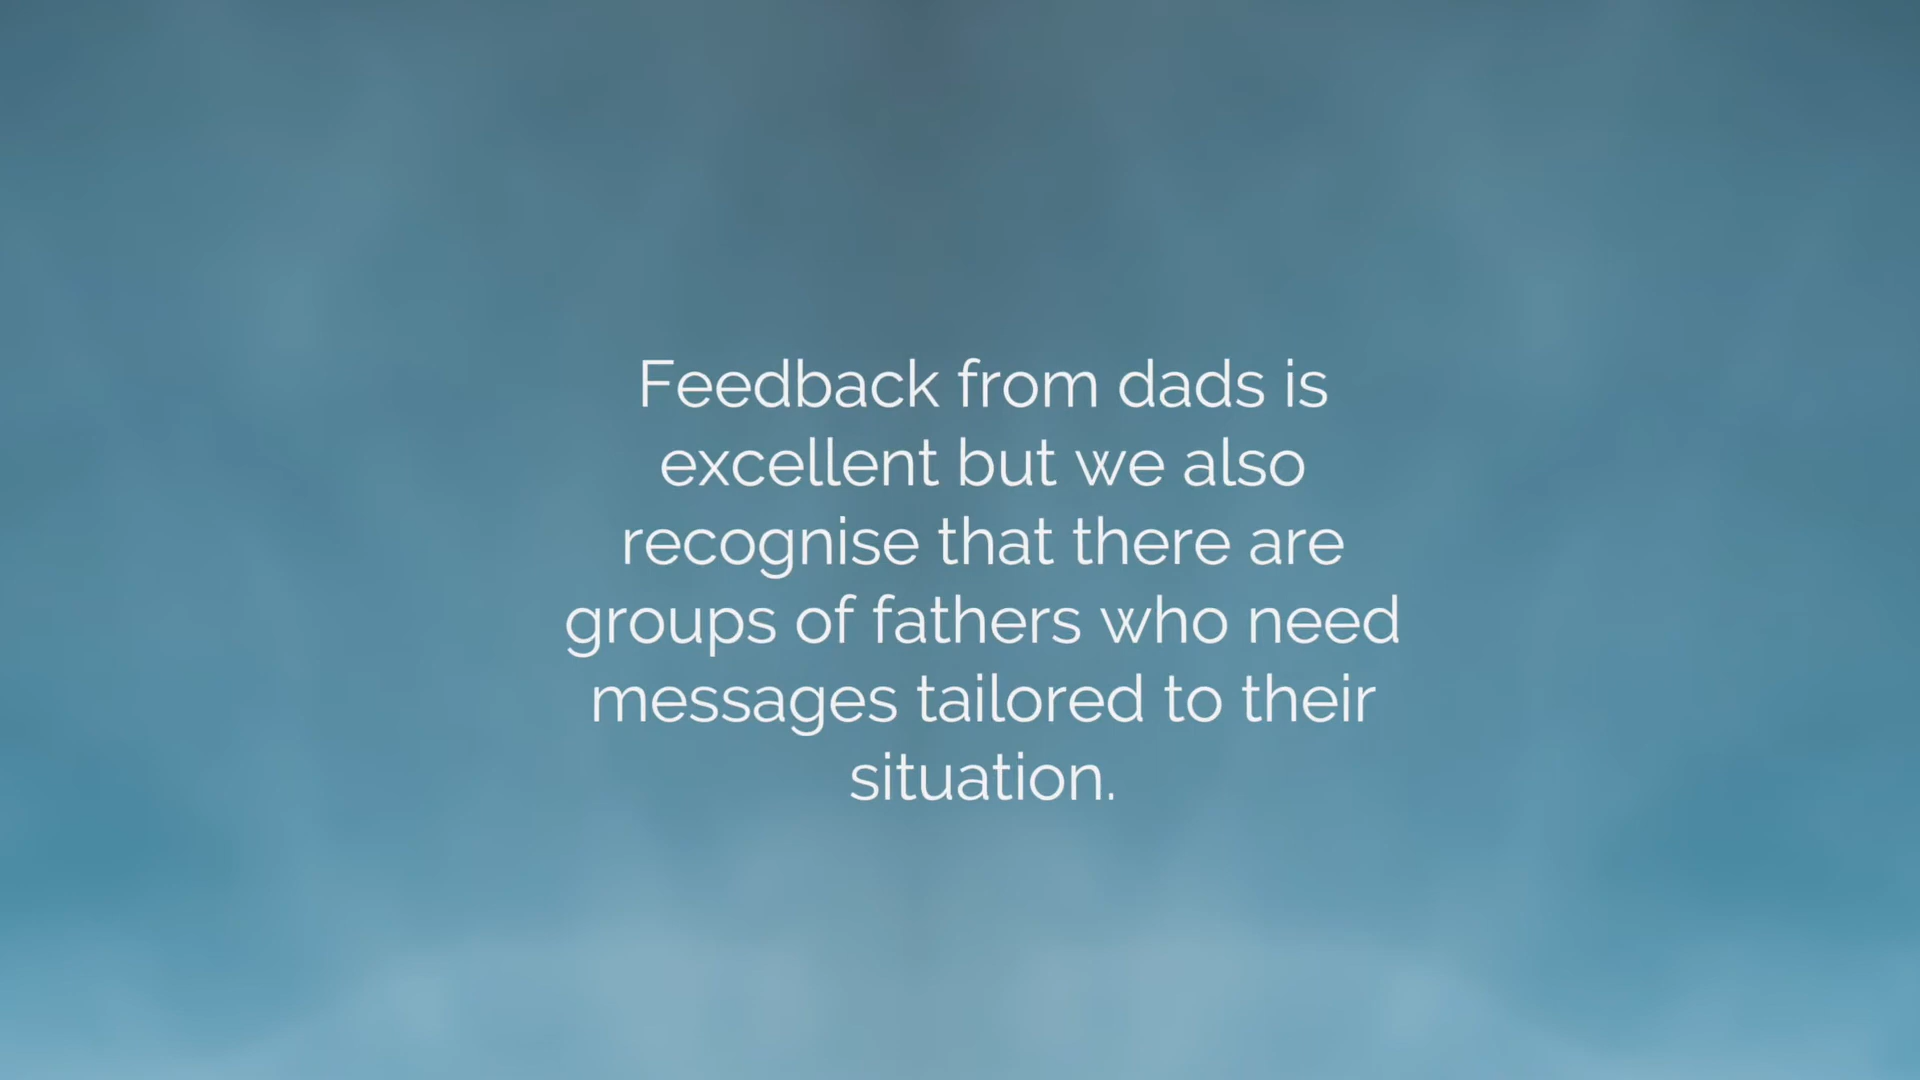 Feedback from dads is
excellent but we also
recognise that there are
groups of fathers who need
messages tailored to their
situation.